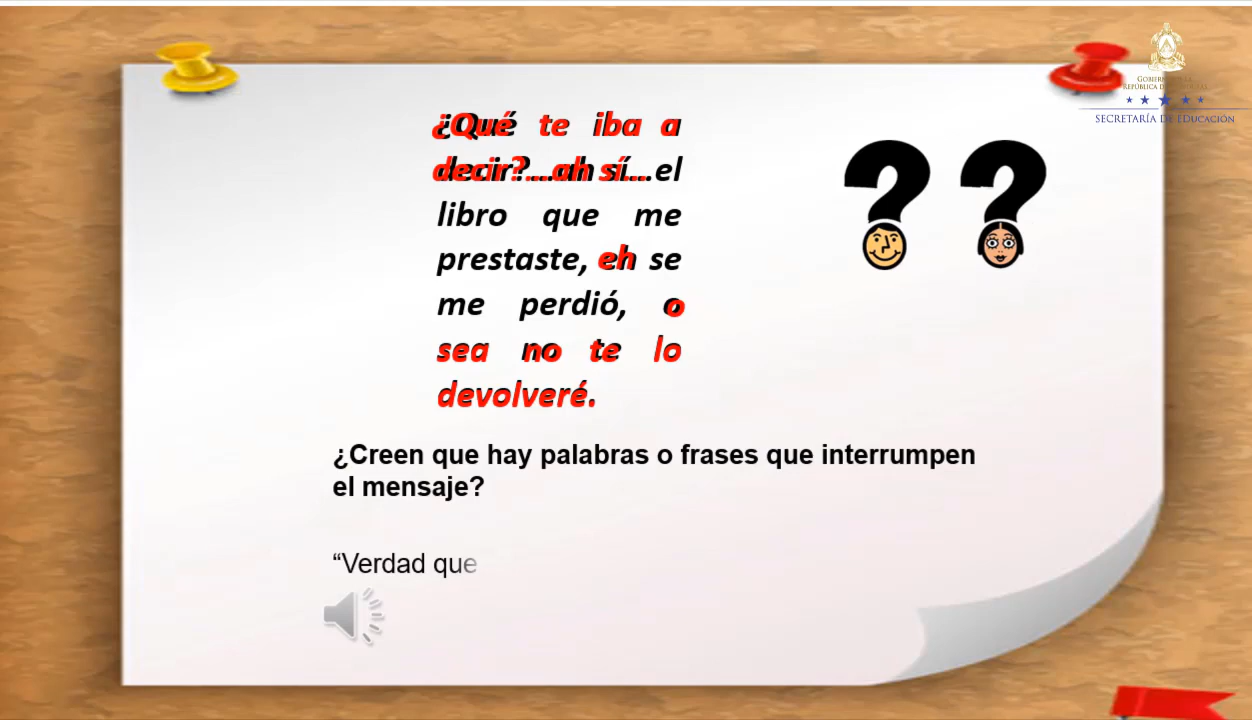 ¿Qué te iba a
decir?...ah sí...el
libro que me
prestaste, eh se
me perdió, o
sea no te lo
devolveré.
¿Creen que hay palabras o frases que interrumpen
el mensaje?
“Verdad que
SECRETARÍA DE EDUCACIÓN